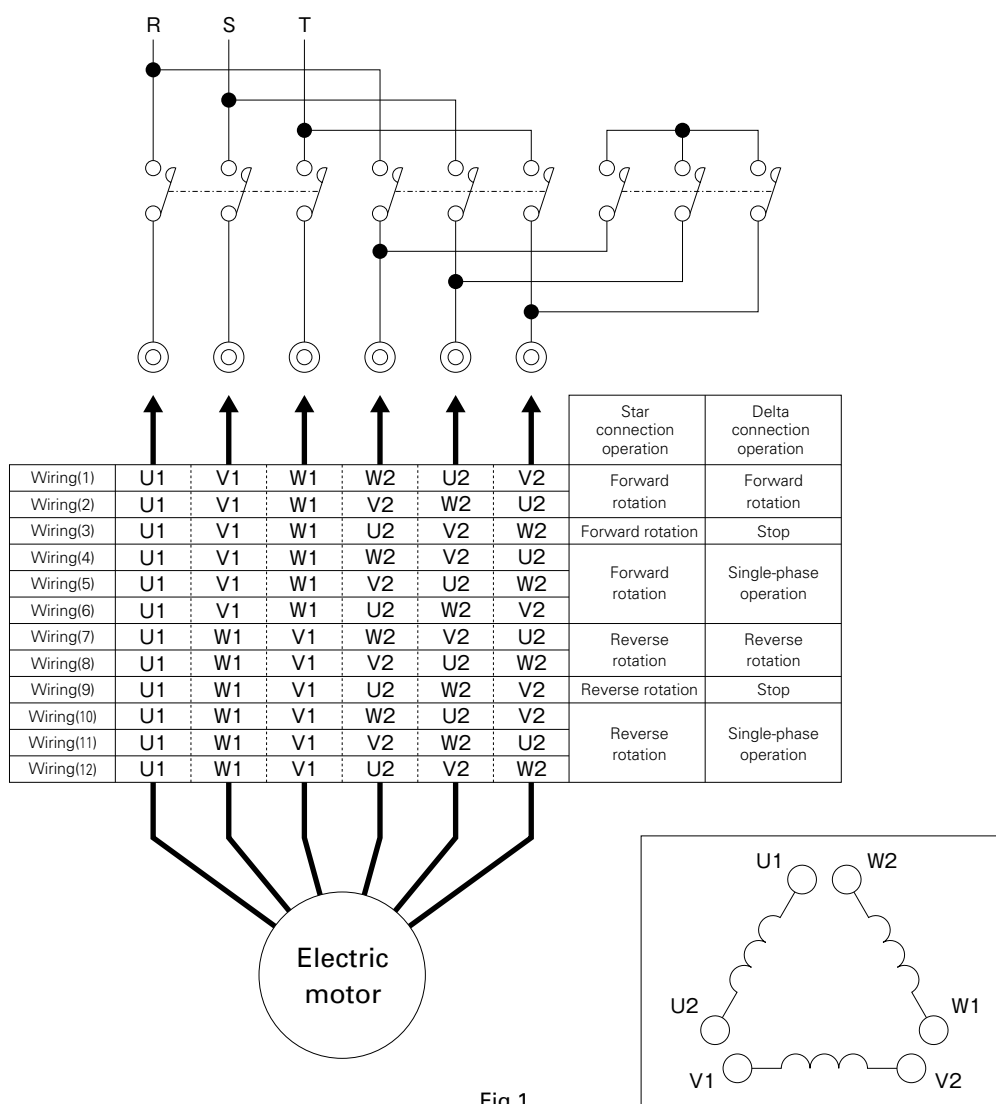 R S T
Star connection operation Delta connection operation
Wiring(1) U1 V1 W1 W2 U2 V2 Forward rotation Forward rotation
Wiring(2) U1 V1 W1 V2 W2 U2
Wiring(3) U1 V1 W1 U2 V2 W2 Forward rotation Stop
Wiring(4) U1 V1 W1 W2 V2 U2 Forward rotation Single-phase operation
Wiring(5) U1 V1 W1 V2 U2 W2
Wiring(6) U1 V1 W1 U2 W2 V2
Wiring(7) U1 W1 V1 W2 V2 U2 Reverse rotation Reverse rotation
Wiring(8) U1 W1 V1 V2 U2 W2
Wiring(9) U1 W1 V1 U2 W2 V2 Reverse rotation Stop
Wiring(10) U1 W1 V1 W2 U2 V2 Reverse rotation Single-phase operation
Wiring(11) U1 W1 V1 V2 W2 U2
Wiring(12) U1 W1 V1 U2 V2 W2
Electric
motor
U1 W2
U2 W1
V1 V2
Fig.1